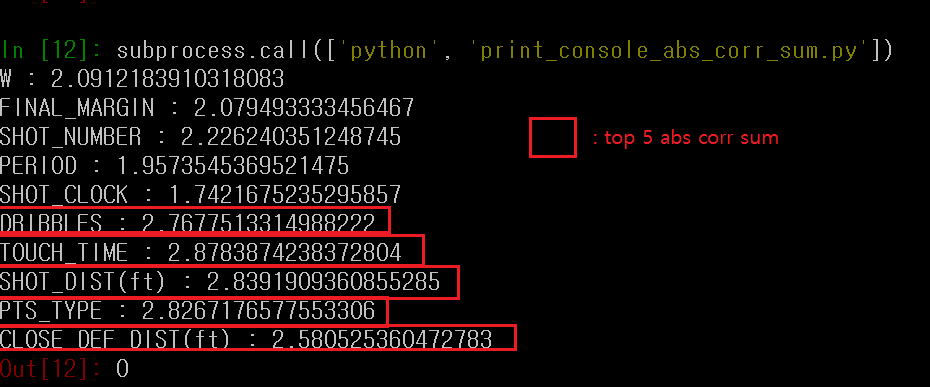 In [12]: subprocess.call(['python', 'print_console_abs_corr_sum.py'])
W : 2.0912183910318083
FINAL_MARGIN : 2.079493333456467
SHOT_NUMBER : 2.226240351248745
: top 5 abs corr sum
PERIOD : 1.9573545369521475
SHOT_CLOCK : 1.7421675235295857
DRIBBLES : 2.7677513314988222
TOUCH_TIME : 2.8783874238372804
SHOT_DIST(ft) : 2.8391909360855285
PTS_TYPE : 2.8267176577553306
CLOSE_DEF_DIST(ft) : 2.580525360472783
Out[12]: 0